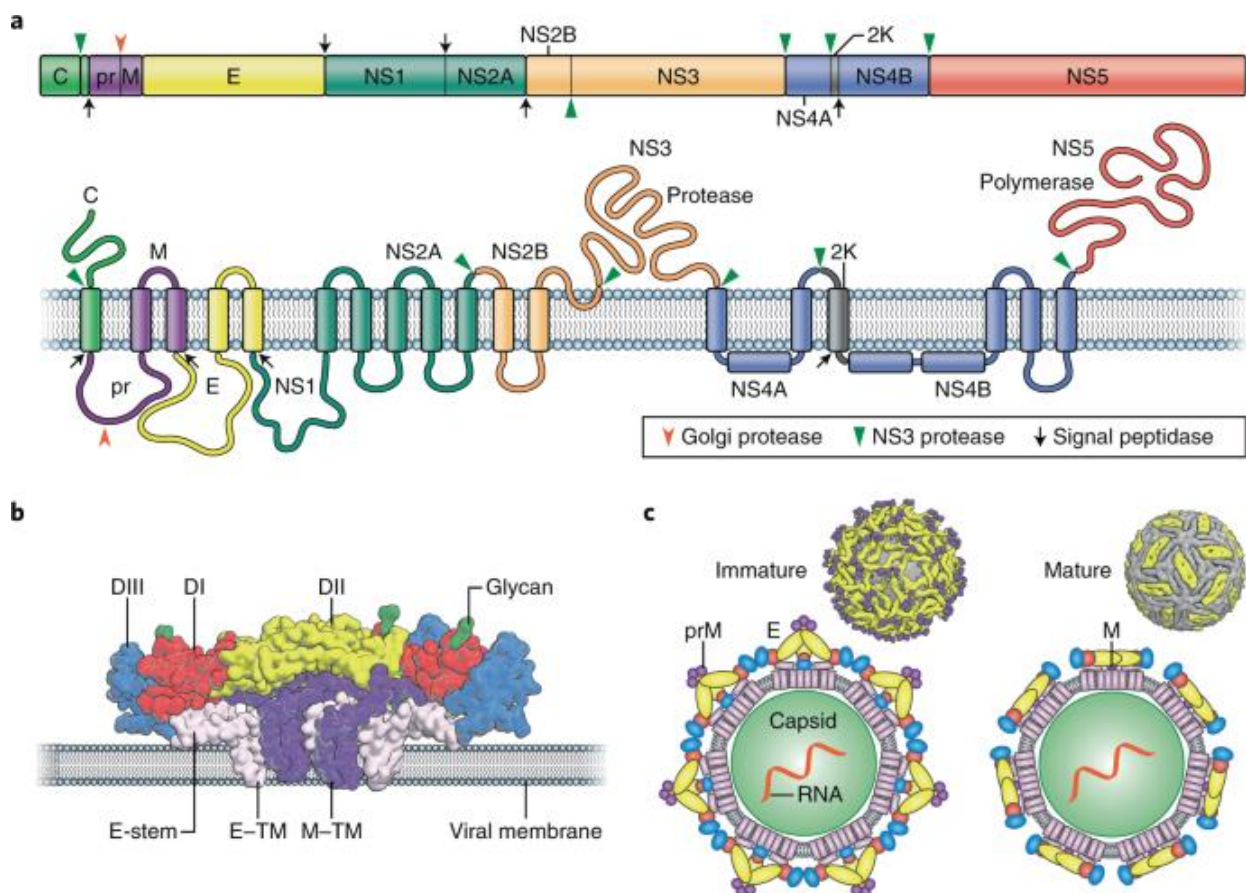 a
NS2B 2K
C pr M E NS1 NS2A NS3 NS4B NS5
NS4A
NS3 NS5
C Protease Polymerase
M NS2A NS2B 2K
pr E NS1 NS4A NS4B
Golgi protease NS3 protease Signal peptidase
b
DIII DI DII Glycan
E-stem E–TM M–TM Viral membrane
c
Immature Mature
prM E M
Capsid
RNA